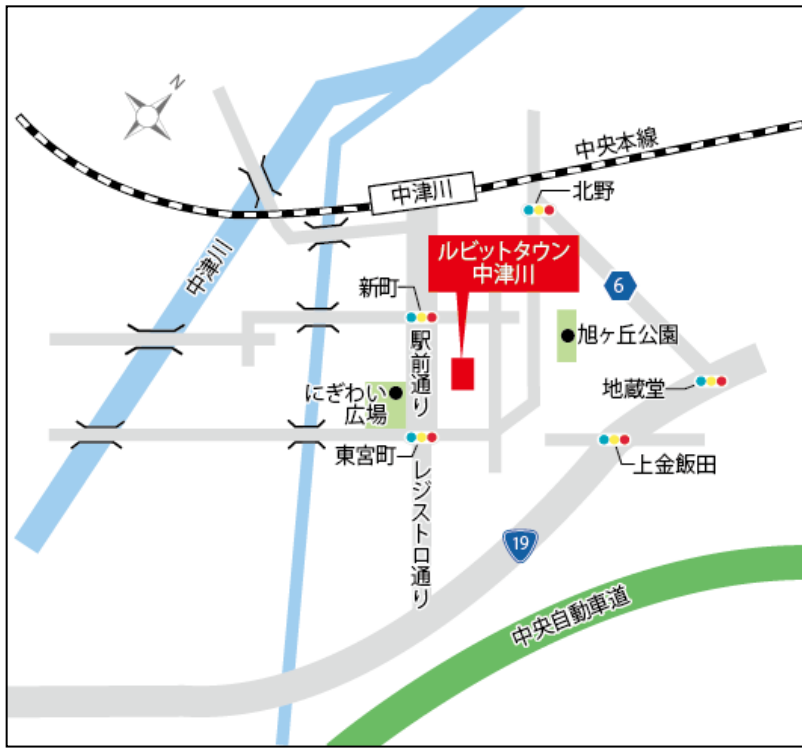 N
中央本線
中津川
北野
中津川
ルビットタウン
中津川
6
新町
旭ヶ丘公園
駅前通り
にぎわい
広場
地蔵堂
東宮町
上金飯田
レジストロ通り
19
中央自動車道